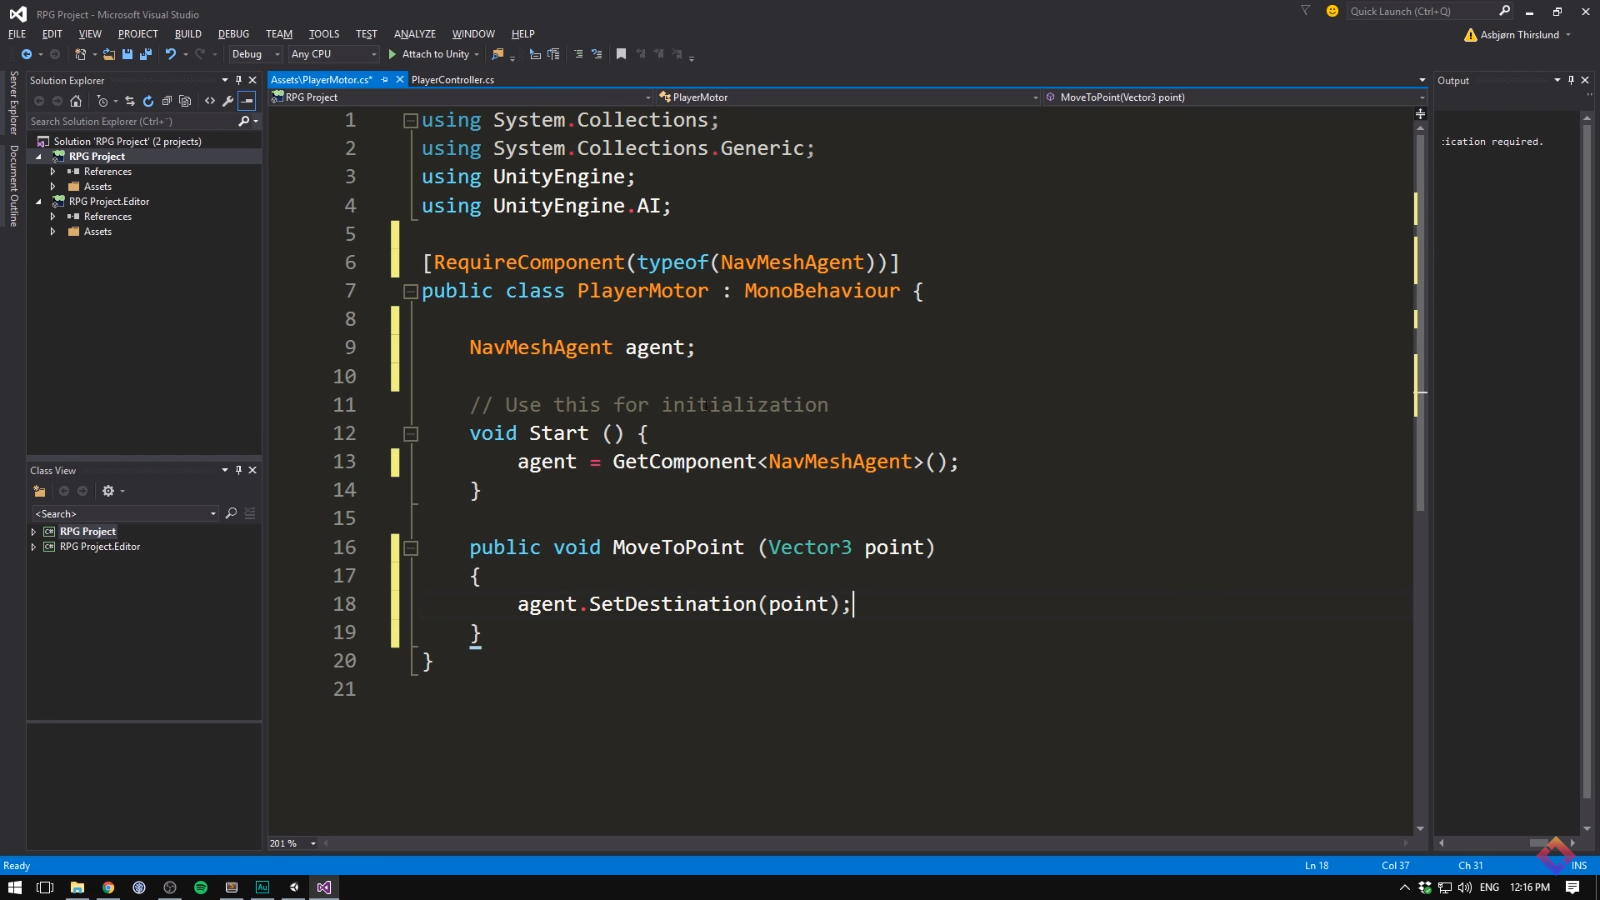 RPG Project - Microsoft Visual Studio
Quick Launch (Ctrl+Q)
FILE EDIT VIEW PROJECT BUILD DEBUG TEAM TOOLS TEST ANALYZE WINDOW HELP
Asbjørn Thirslund
Debug Any CPU Attach to Unity
Server Explorer
Document Outline
Solution Explorer
Search Solution Explorer (Ctrl+¨)
Solution 'RPG Project' (2 projects)
RPG Project
References
Assets
RPG Project.Editor
References
Assets
Class View
<Search>
RPG Project
RPG Project.Editor
Assets\PlayerMotor.cs* PlayerController.cs
RPG Project PlayerMotor MoveToPoint(Vector3 point)
1 using System.Collections;
2 using System.Collections.Generic;
3 using UnityEngine;
4 using UnityEngine.AI;
5
6 [RequireComponent(typeof(NavMeshAgent))]
7 public class PlayerMotor : MonoBehaviour {
8
9 NavMeshAgent agent;
10
11 // Use this for initialization
12 void Start () {
13 agent = GetComponent<NavMeshAgent>();
14 }
15
16 public void MoveToPoint (Vector3 point)
17 {
18 agent.SetDestination(point);
19 }
20 }
21
201 %
Output
ication required.
Ready Ln 18 Col 37 Ch 31 INS
Au ENG 12:16 PM